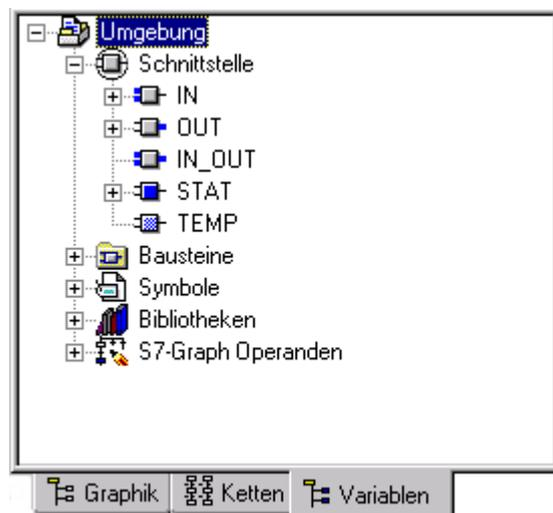 Umgebung
Schnittstelle
IN
OUT
IN_OUT
STAT
TEMP
Bausteine
Symbole
Bibliotheken
S7-Graph Operanden
Graphik Ketten Variablen